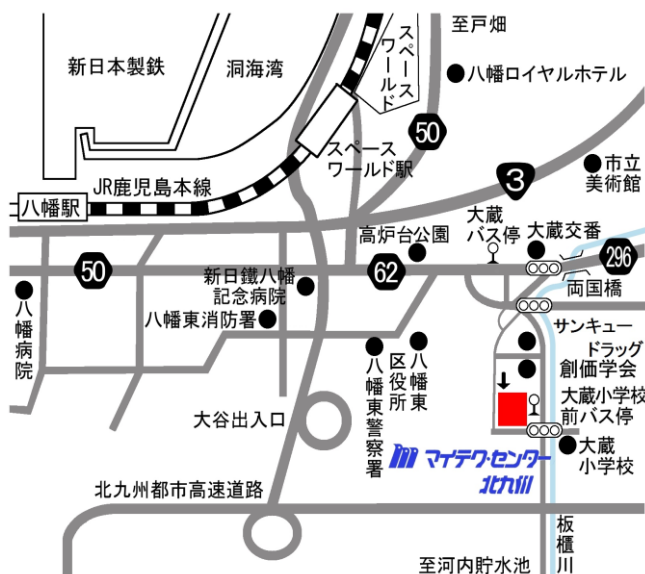 至戸畑
新日本製鉄
洞海湾
スペース
ワールド
八幡ロイヤルホテル
50
スペース
ワールド駅
3
市立
美術館
JR鹿児島本線
八幡駅
大蔵
バス停
大蔵交番
高炉台公園
296
50
62
新日鐵八幡
記念病院
両国橋
八幡病院
八幡東消防署
サンキュー
ドラッグ
八幡東
区役所
八幡東警察署
創価学会
大蔵小学校
前バス停
大谷出入口
マイテク・センター
北九州
大蔵
小学校
北九州都市高速道路
板櫃川
至河内貯水池